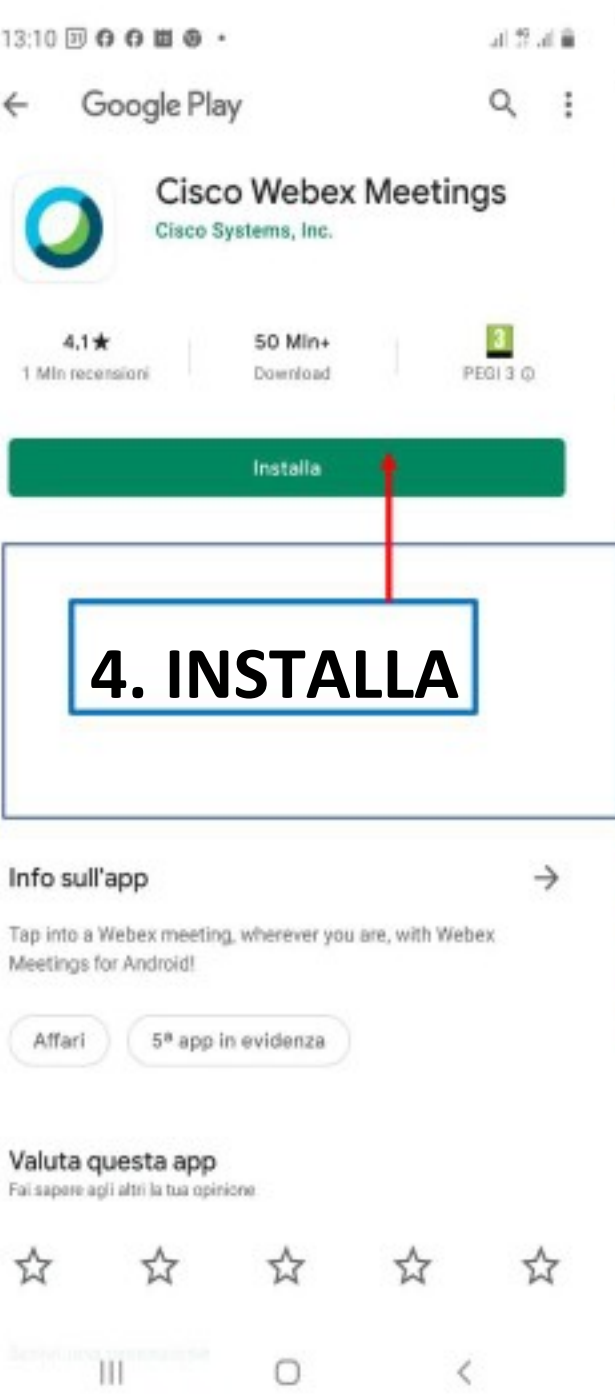 13:10
Google Play
Cisco Webex Meetings
Cisco Systems, Inc.
4,1★
1 Mln recensioni
50 Mln+
Download
3
PEGI 3
Installa
4. INSTALLA
Info sull'app
Tap into a Webex meeting, wherever you are, with Webex
Meetings for Android!
Affari
5ª app in evidenza
Valuta questa app
Fai sapere agli altri la tua opinione